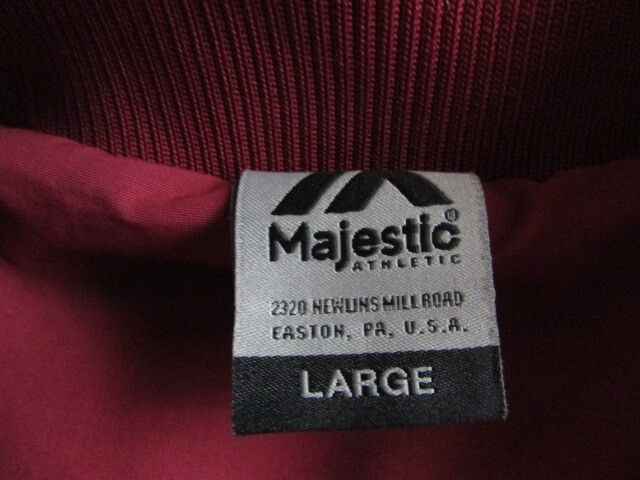 Majestic®
ATHLETIC
2320 NEWLINS MILL ROAD
EASTON, PA, U.S.A.
LARGE